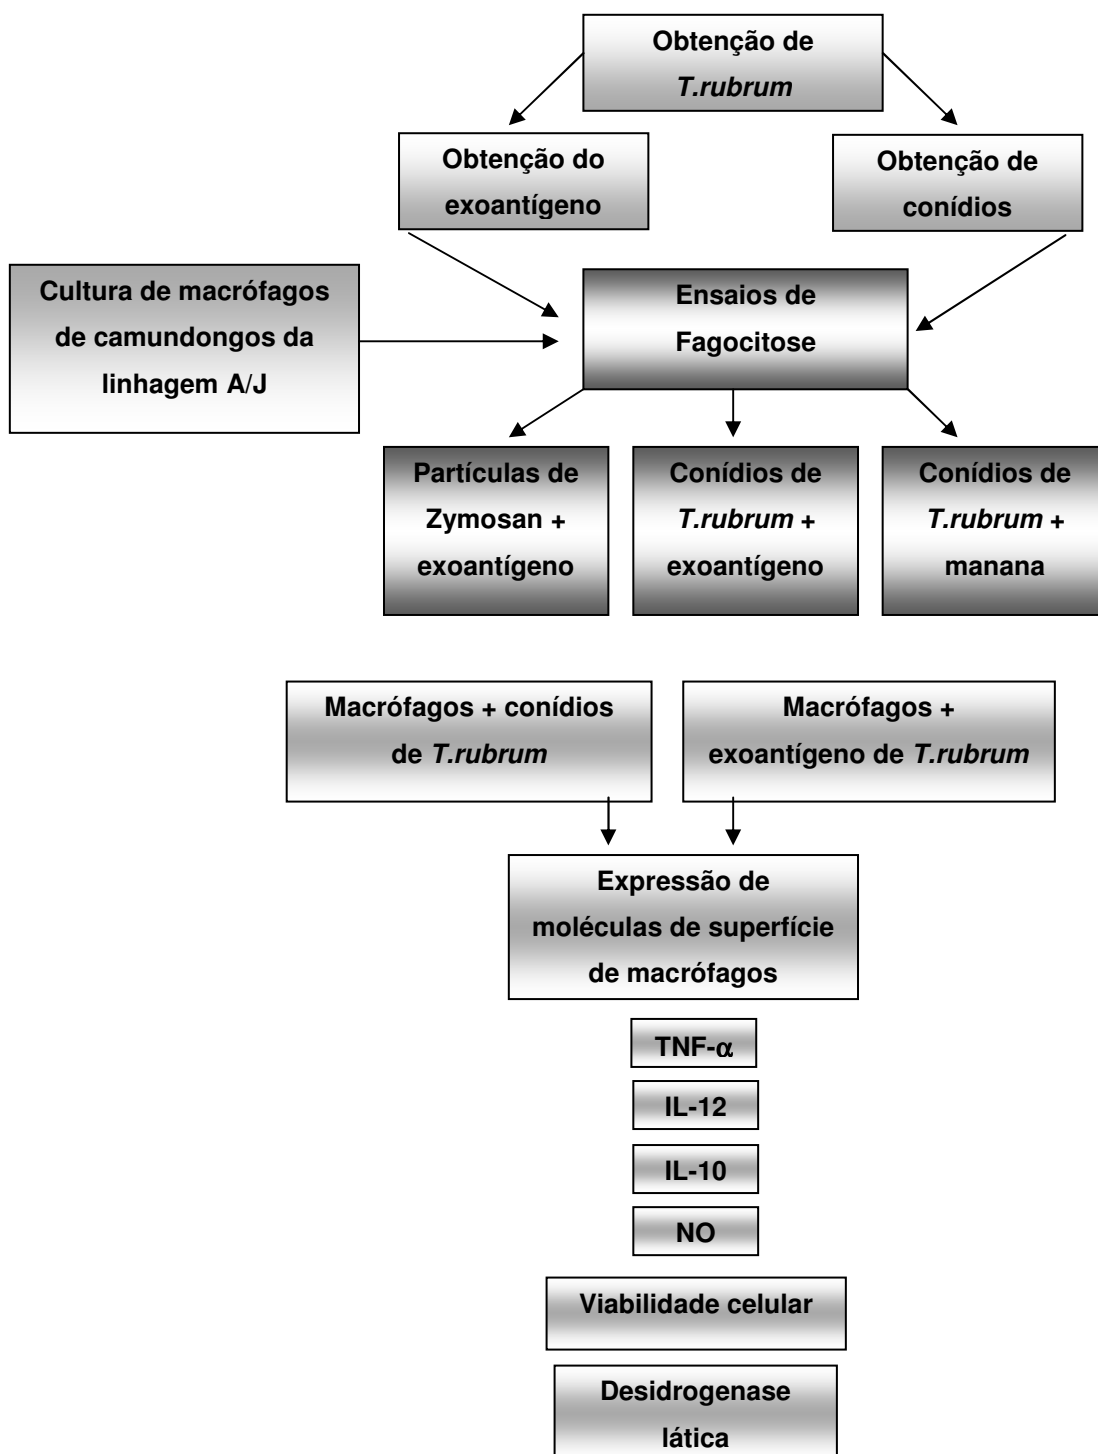 Obtenção de
T.rubrum
Obtenção do
exoantígeno
Obtenção de
conídios
Cultura de macrófagos
de camundongos da
linhagem A/J
Ensaios de
Fagocitose
Partículas de
Zymosan +
exoantígeno
Conídios de
T.rubrum +
exoantígeno
Conídios de
T.rubrum +
manana
Macrófagos + conídios
de T.rubrum
Macrófagos +
exoantígeno de T.rubrum
Expressão de
moléculas de superfície
de macrófagos
TNF-α
IL-12
IL-10
NO
Viabilidade celular
Desidrogenase
lática